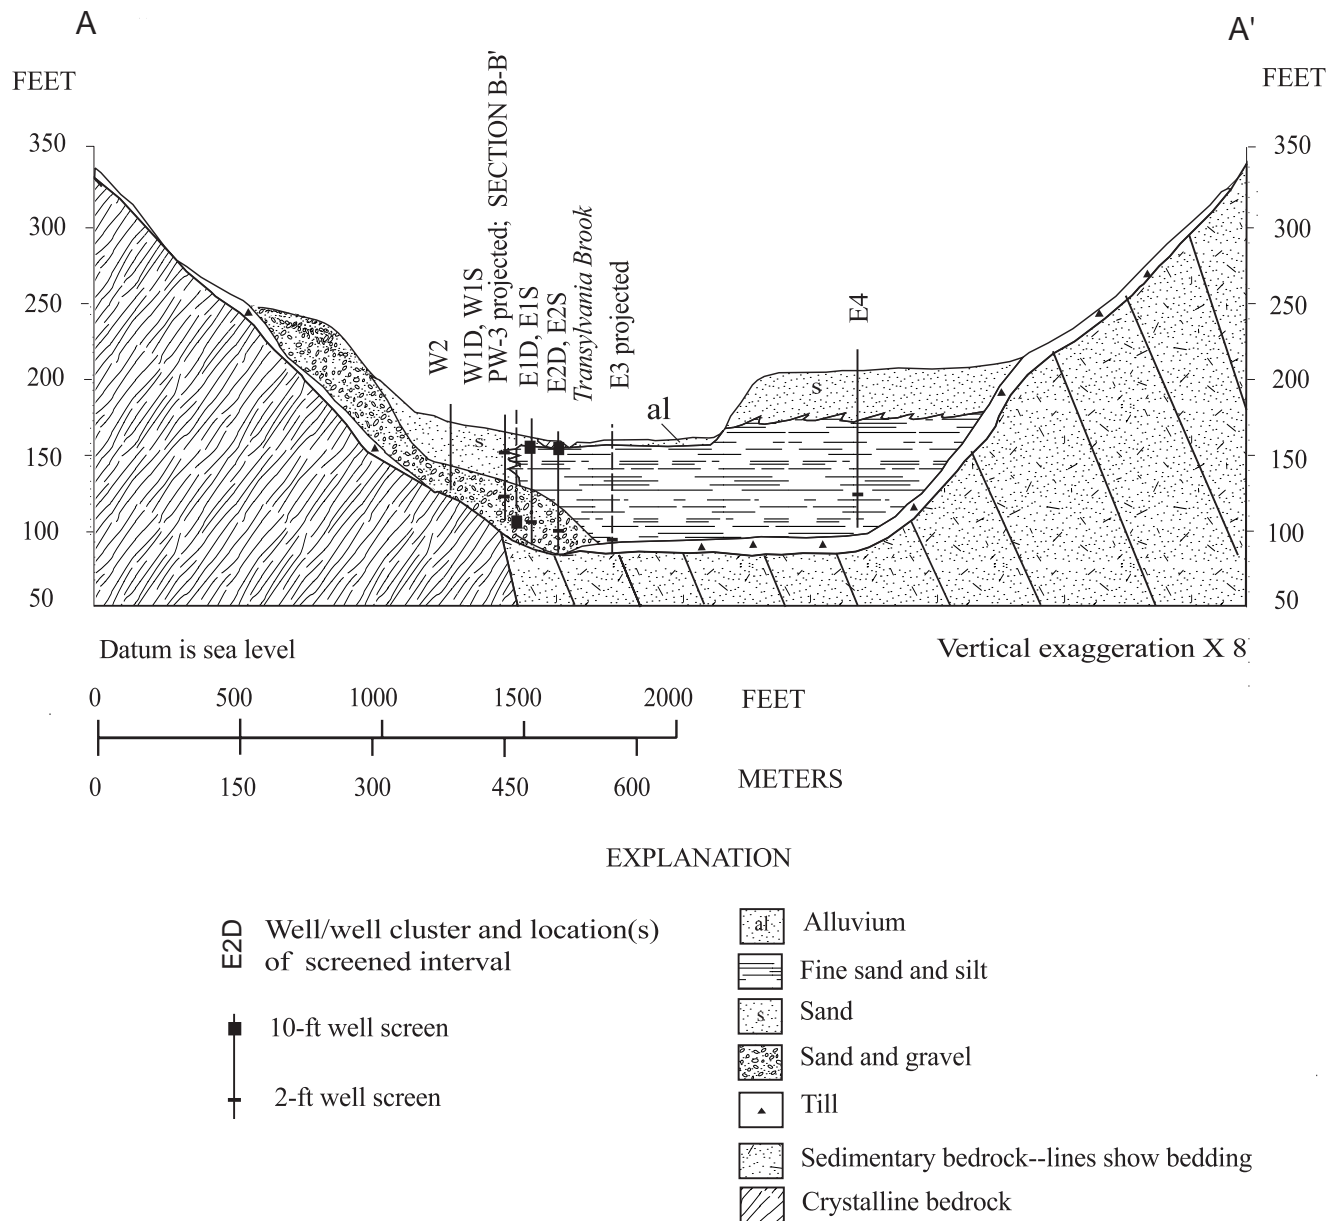 A
A'
FEET
FEET
350
300
250
200
150
100
50
350
300
250
200
150
100
50
W2
W1D, W1S
PW-3 projected; SECTION B-B'
E1D, E1S
E2D, E2S
Transylvania Brook
E3 projected
E4
al
s
s
Datum is sea level
Vertical exaggeration X 8
0 500 1000 1500 2000 FEET
0 150 300 450 600 METERS
EXPLANATION
E2D
Well/well cluster and location(s)
of screened interval
10-ft well screen
2-ft well screen
al Alluvium
Fine sand and silt
s Sand
Sand and gravel
Till
Sedimentary bedrock--lines show bedding
Crystalline bedrock